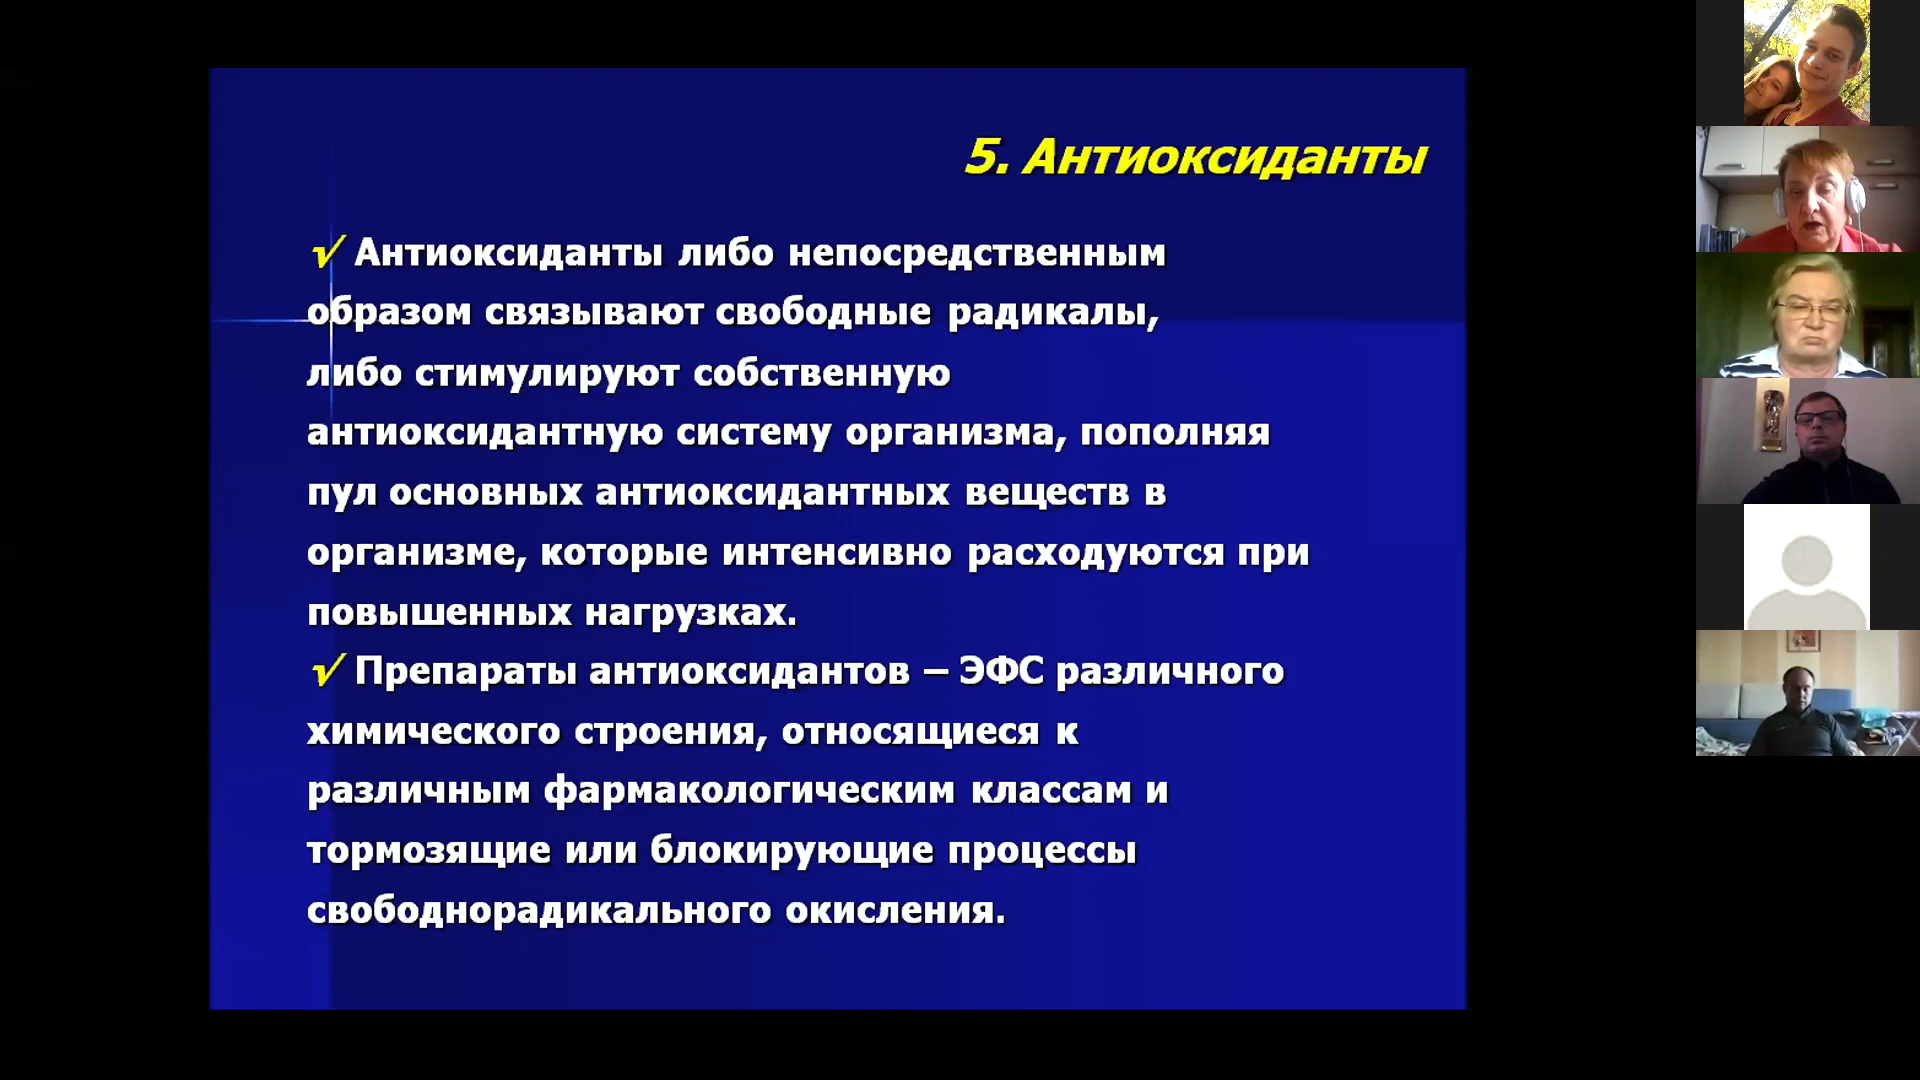 5. Антиоксиданты
√ Антиоксиданты либо непосредственным
образом связывают свободные радикалы,
либо стимулируют собственную
антиоксидантную систему организма, пополняя
пул основных антиоксидантных веществ в
организме, которые интенсивно расходуются при
повышенных нагрузках.
√ Препараты антиоксидантов – ЭФС различного
химического строения, относящиеся к
различным фармакологическим классам и
тормозящие или блокирующие процессы
свободнорадикального окисления.